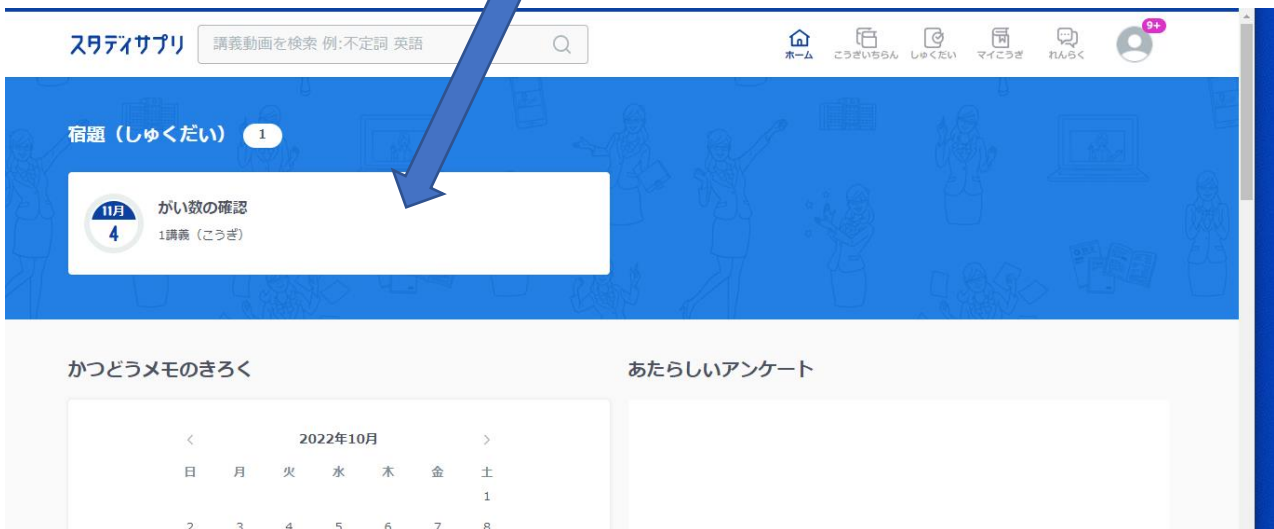 スタディサプリ
講義動画を検索 例:不定詞 英語
ホーム
こうぎいちらん
しゅくだい
マイこうぎ
れんらく
9+
宿題（しゅくだい） 1
11月
4
がい数の確認
1講義（こうぎ）
かつどうメモのきろく
あたらしいアンケート
2022年10月
日 月 火 水 木 金 土
1
2 3 4 5 6 7 8